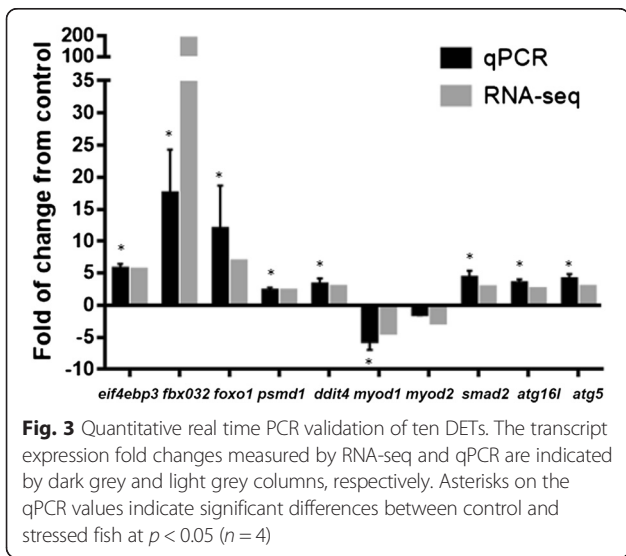 200
100
35
30
25
20
15
10
5
0
-5
-10
Fold of change from control
qPCR
RNA-seq
*
*
*
*
*
*
*
*
*
eif4ebp3 fbx032 foxo1 psmd1 ddit4 myod1 myod2 smad2 atg16l atg5
Fig. 3 Quantitative real time PCR validation of ten DETs. The transcript
expression fold changes measured by RNA-seq and qPCR are indicated
by dark grey and light grey columns, respectively. Asterisks on the
qPCR values indicate significant differences between control and
stressed fish at p < 0.05 (n = 4)